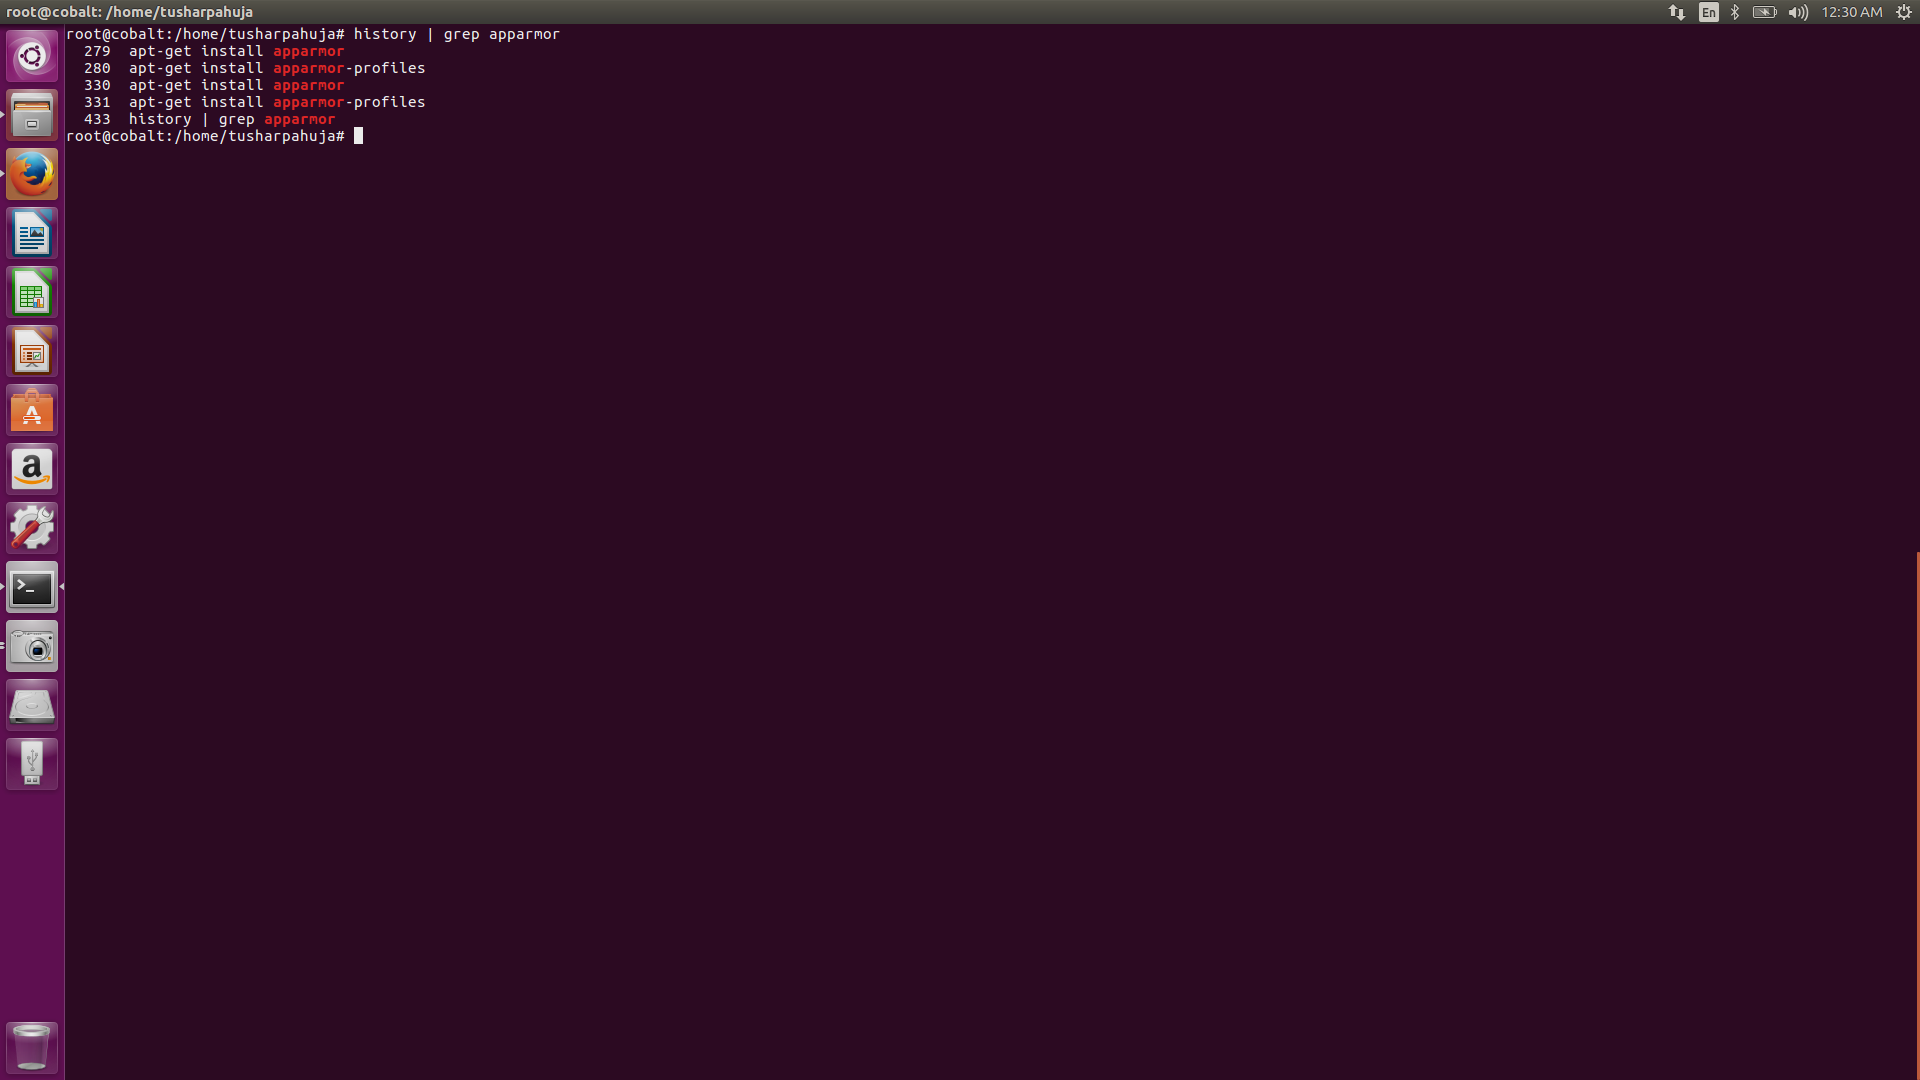 root@cobalt: /home/tusharpahuja
En
12:30 AM
root@cobalt:/home/tusharpahuja# history | grep apparmor
279 apt-get install apparmor
280 apt-get install apparmor-profiles
330 apt-get install apparmor
331 apt-get install apparmor-profiles
433 history | grep apparmor
root@cobalt:/home/tusharpahuja#